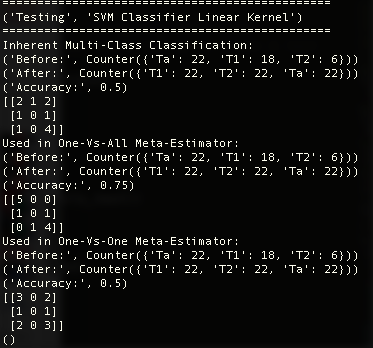 ================================================
('Testing', 'SVM Classifier Linear Kernel')
================================================
Inherent Multi-Class Classification:
('Before:', Counter({'Ta': 22, 'T1': 18, 'T2': 6}))
('After:', Counter({'T1': 22, 'T2': 22, 'Ta': 22}))
('Accuracy:', 0.5)
[[2 1 2]
 [1 0 1]
 [1 0 4]]
Used in One-Vs-All Meta-Estimator:
('Before:', Counter({'Ta': 22, 'T1': 18, 'T2': 6}))
('After:', Counter({'T1': 22, 'T2': 22, 'Ta': 22}))
('Accuracy:', 0.75)
[[5 0 0]
 [1 0 1]
 [0 1 4]]
Used in One-Vs-One Meta-Estimator:
('Before:', Counter({'Ta': 22, 'T1': 18, 'T2': 6}))
('After:', Counter({'T1': 22, 'T2': 22, 'Ta': 22}))
('Accuracy:', 0.5)
[[3 0 2]
 [1 0 1]
 [2 0 3]]
()